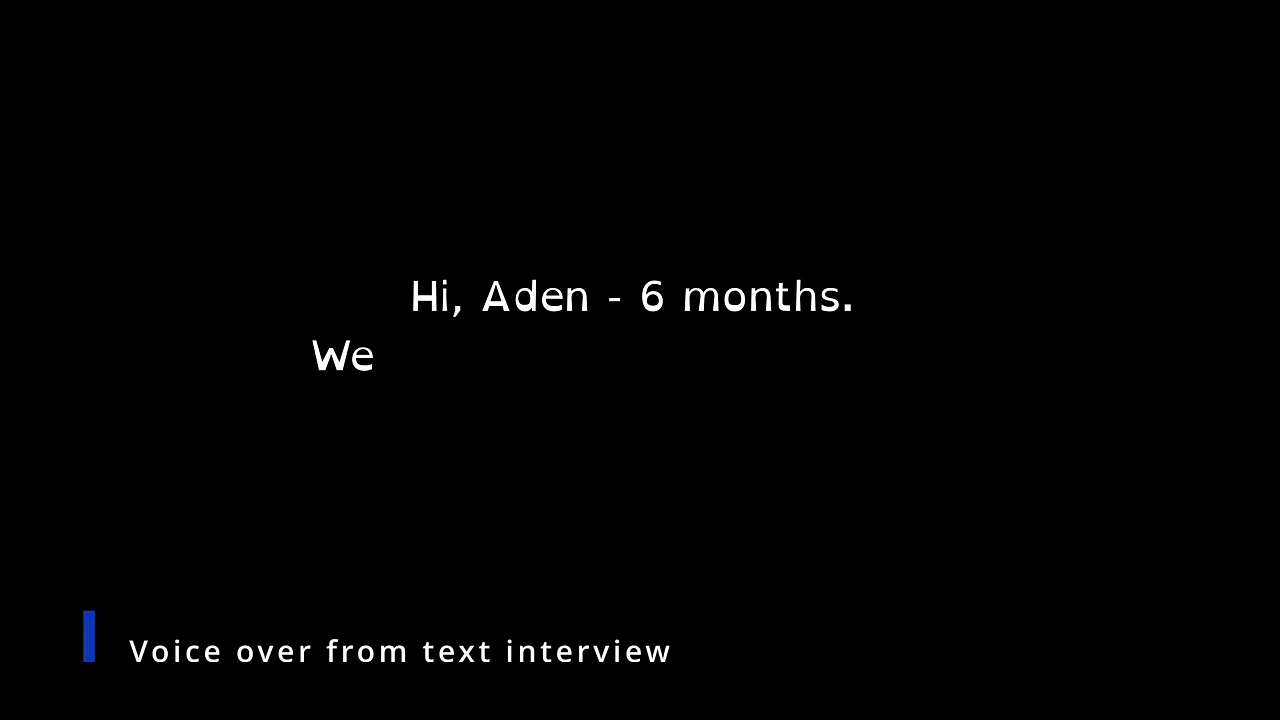 Hi, Aden - 6 months.
We
Voice over from text interview